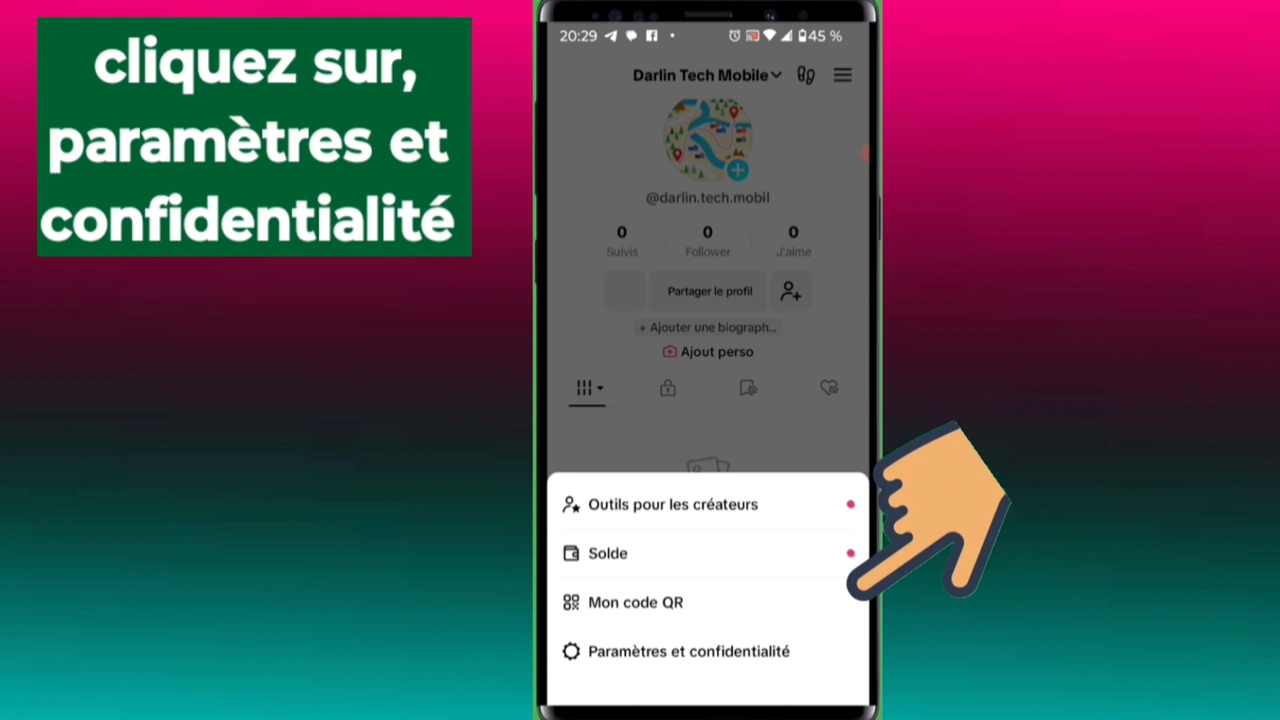 cliquez sur,
paramètres et
confidentialité
20:29 45 %
Darlin Tech Mobile
@darlin.tech.mobil
0 0 0
Suivis Follower J'aime
Partager le profil
+ Ajouter une biograph...
Ajout perso
Outils pour les créateurs
Solde
Mon code QR
Paramètres et confidentialité